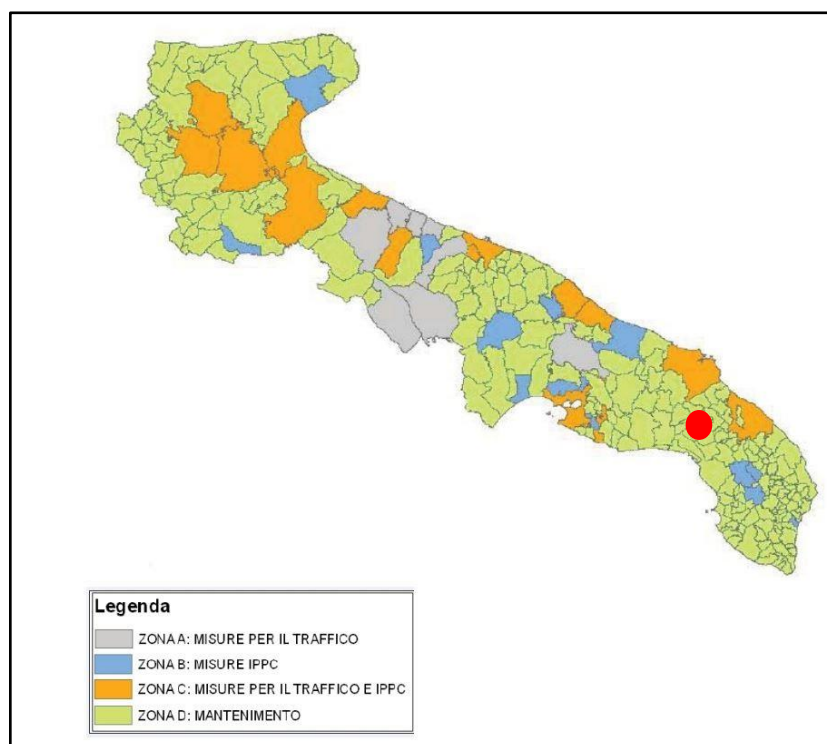 Legenda
ZONA A: MISURE PER IL TRAFFICO
ZONA B: MISURE IPPC
ZONA C: MISURE PER IL TRAFFICO E IPPC
ZONA D: MANTENIMENTO